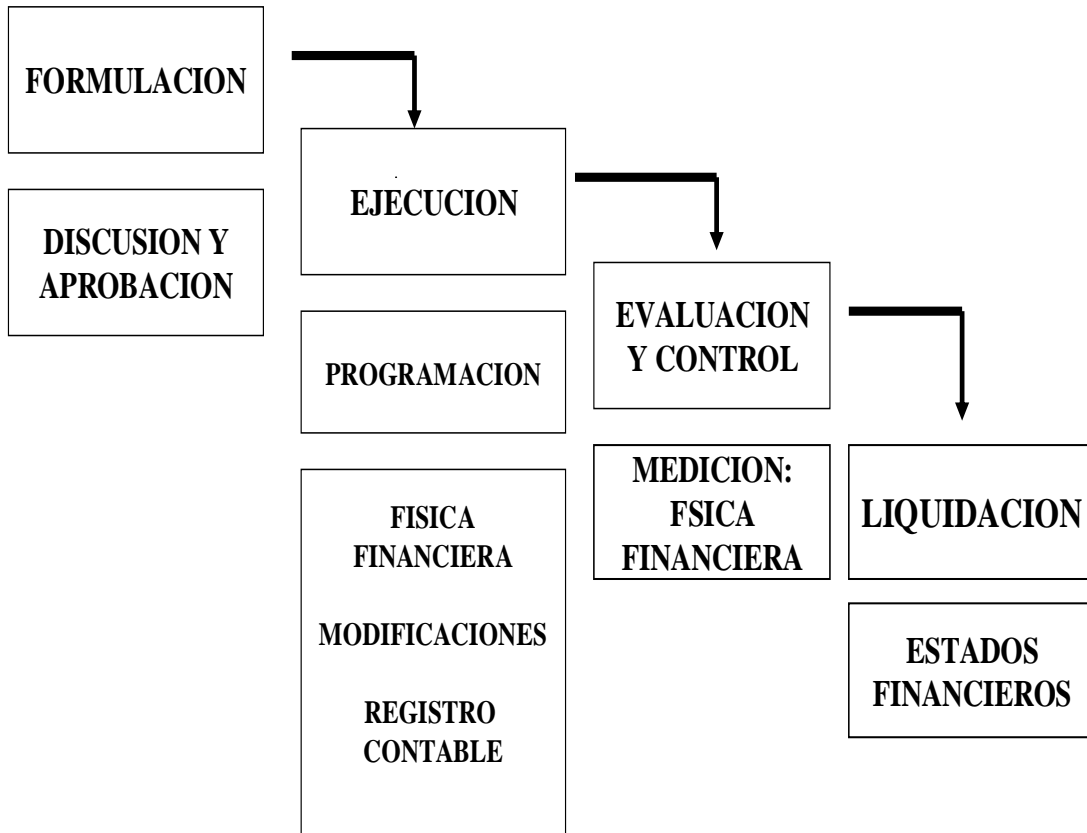 FORMULACION
DISCUSION Y
APROBACION
EJECUCION
PROGRAMACION
FISICA
FINANCIERA
MODIFICACIONES
REGISTRO
CONTABLE
EVALUACION
Y CONTROL
MEDICION:
FSICA
FINANCIERA
LIQUIDACION
ESTADOS
FINANCIEROS